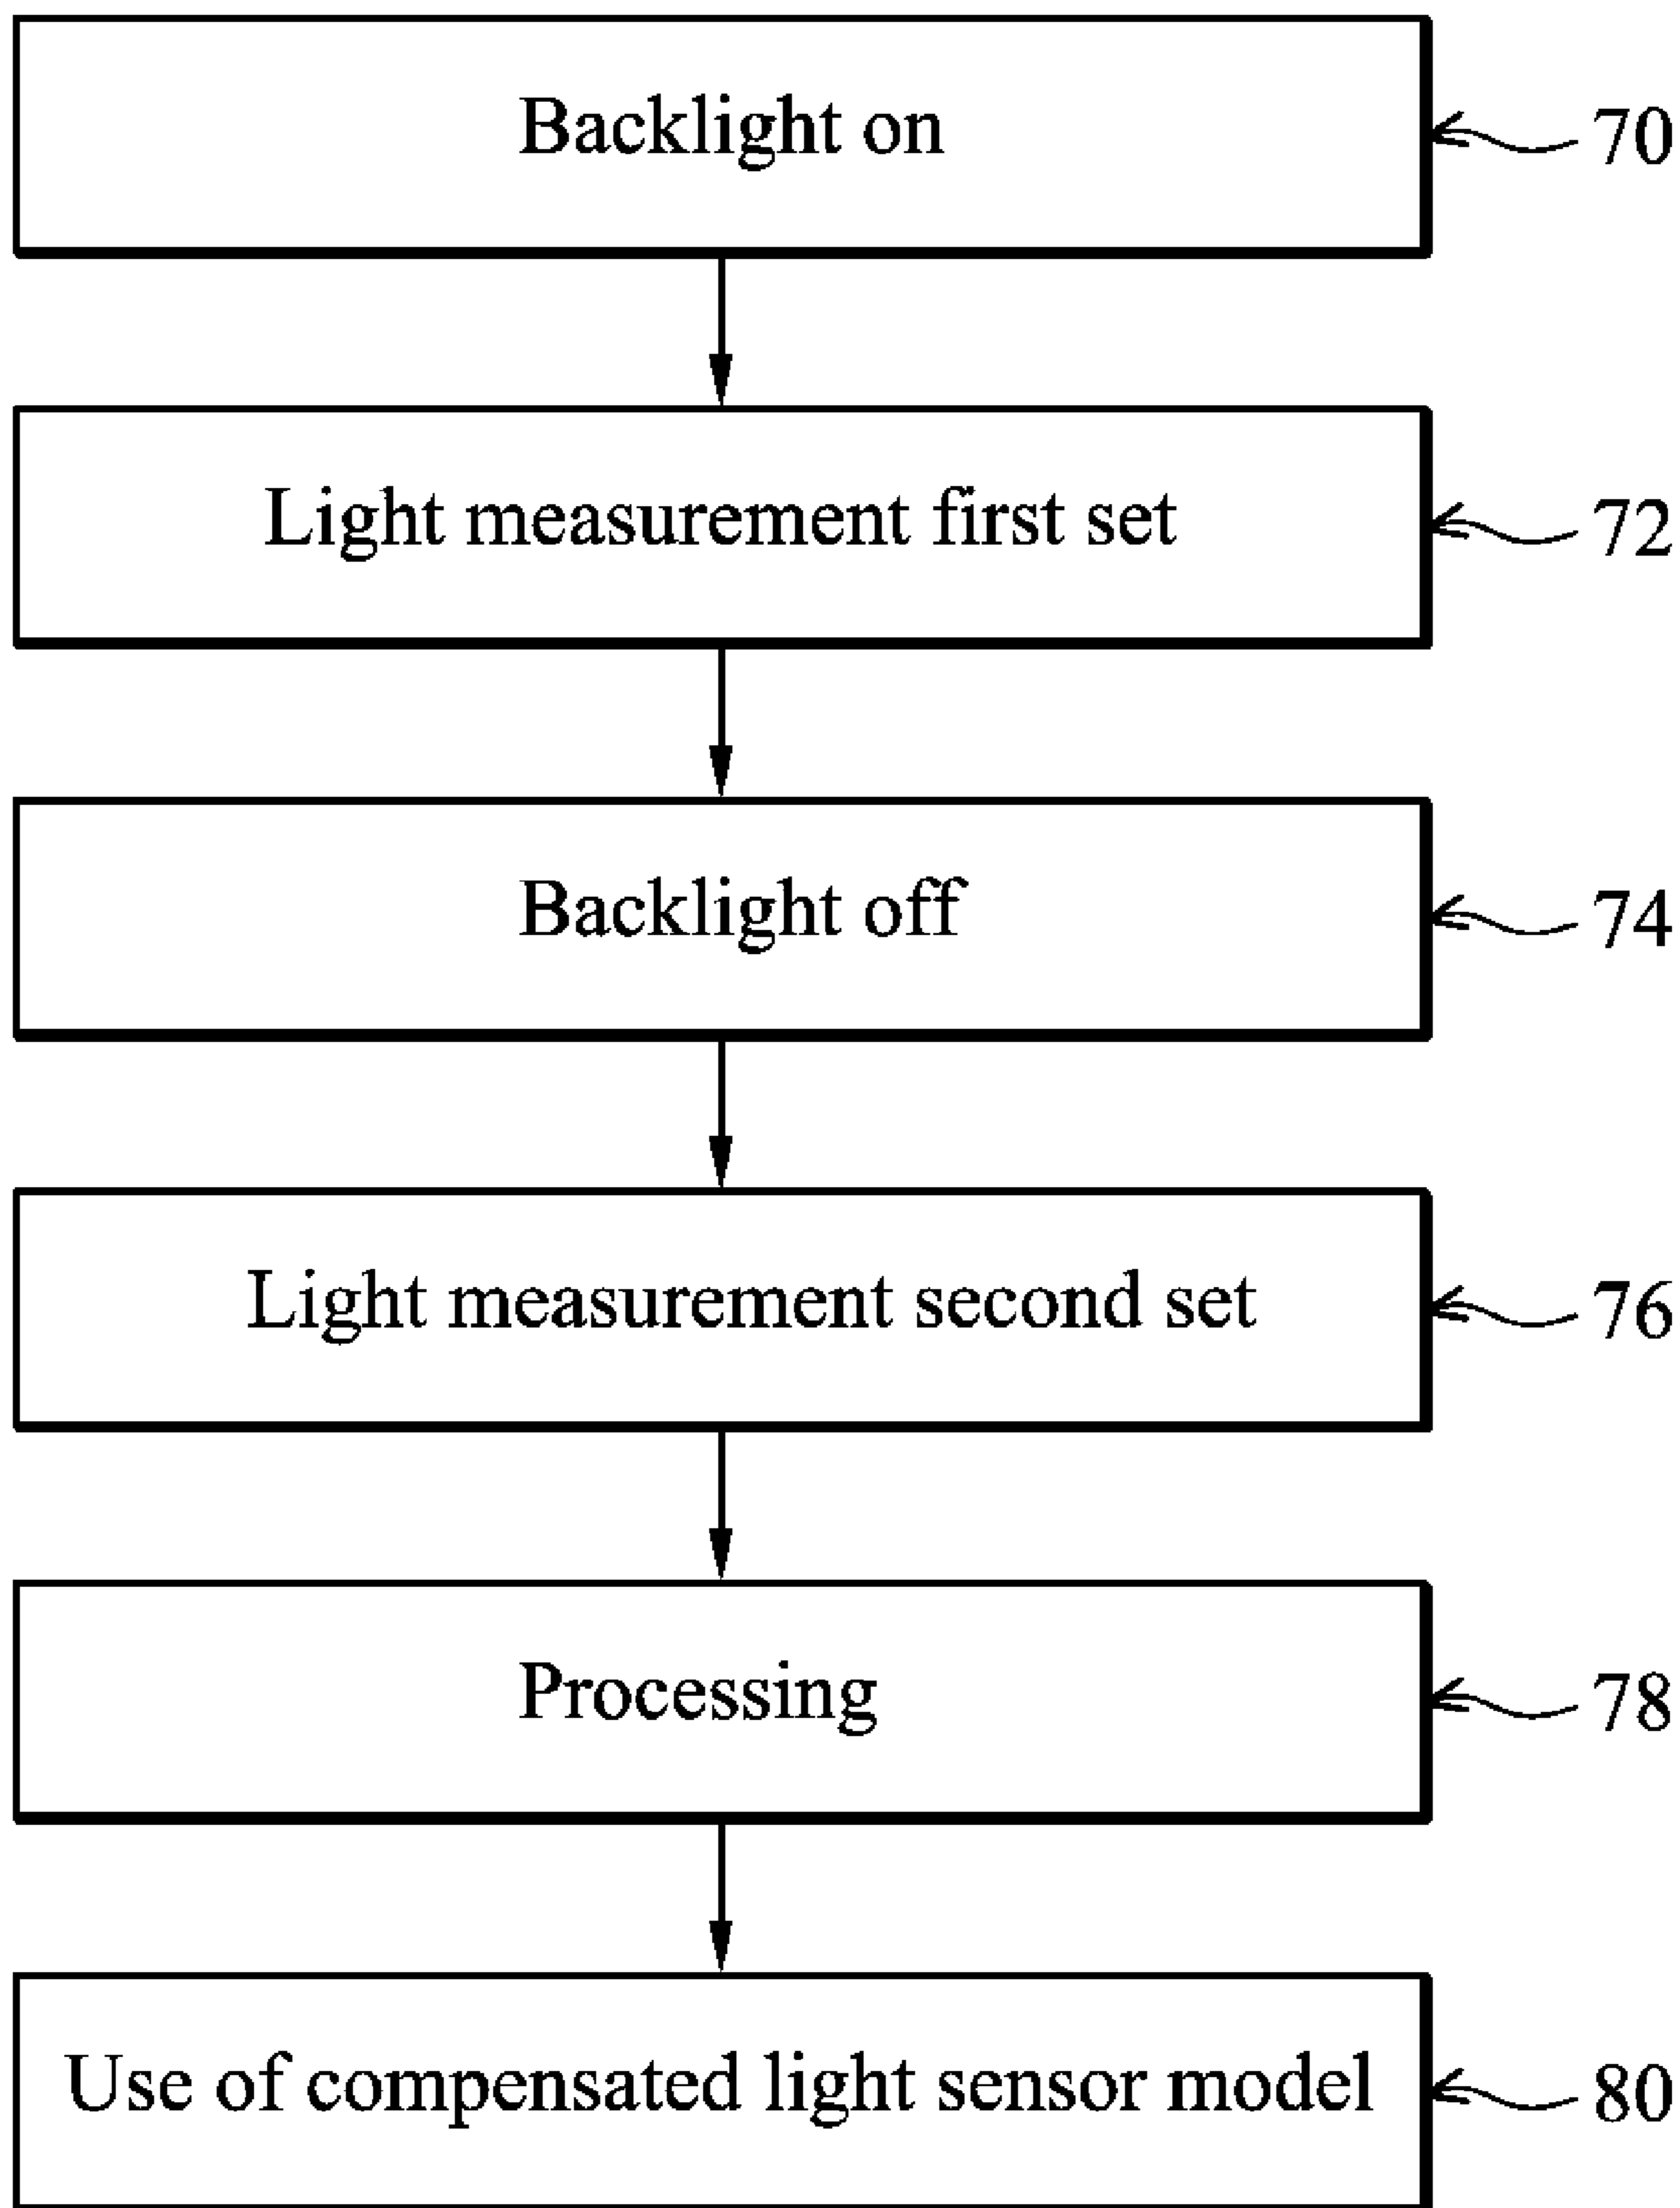 Backlight on
70
Light measurement first set
72
Backlight off
74
Light measurement second set
76
Processing
78
Use of compensated light sensor model
80